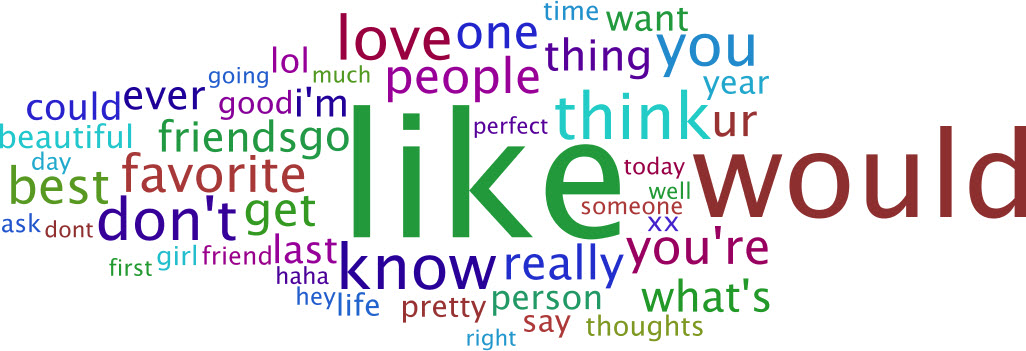 time
want
love
one
you
lol
thing
going
much
people
year
could
ever
good
i'm
like
think
ur
beautiful
friends
go
perfect
would
day
favorite
today
best
well
don't
get
someone
ask
dont
xx
first
girl
friend
last
know
really
you're
haha
hey
life
pretty
person
what's
say
thoughts
right